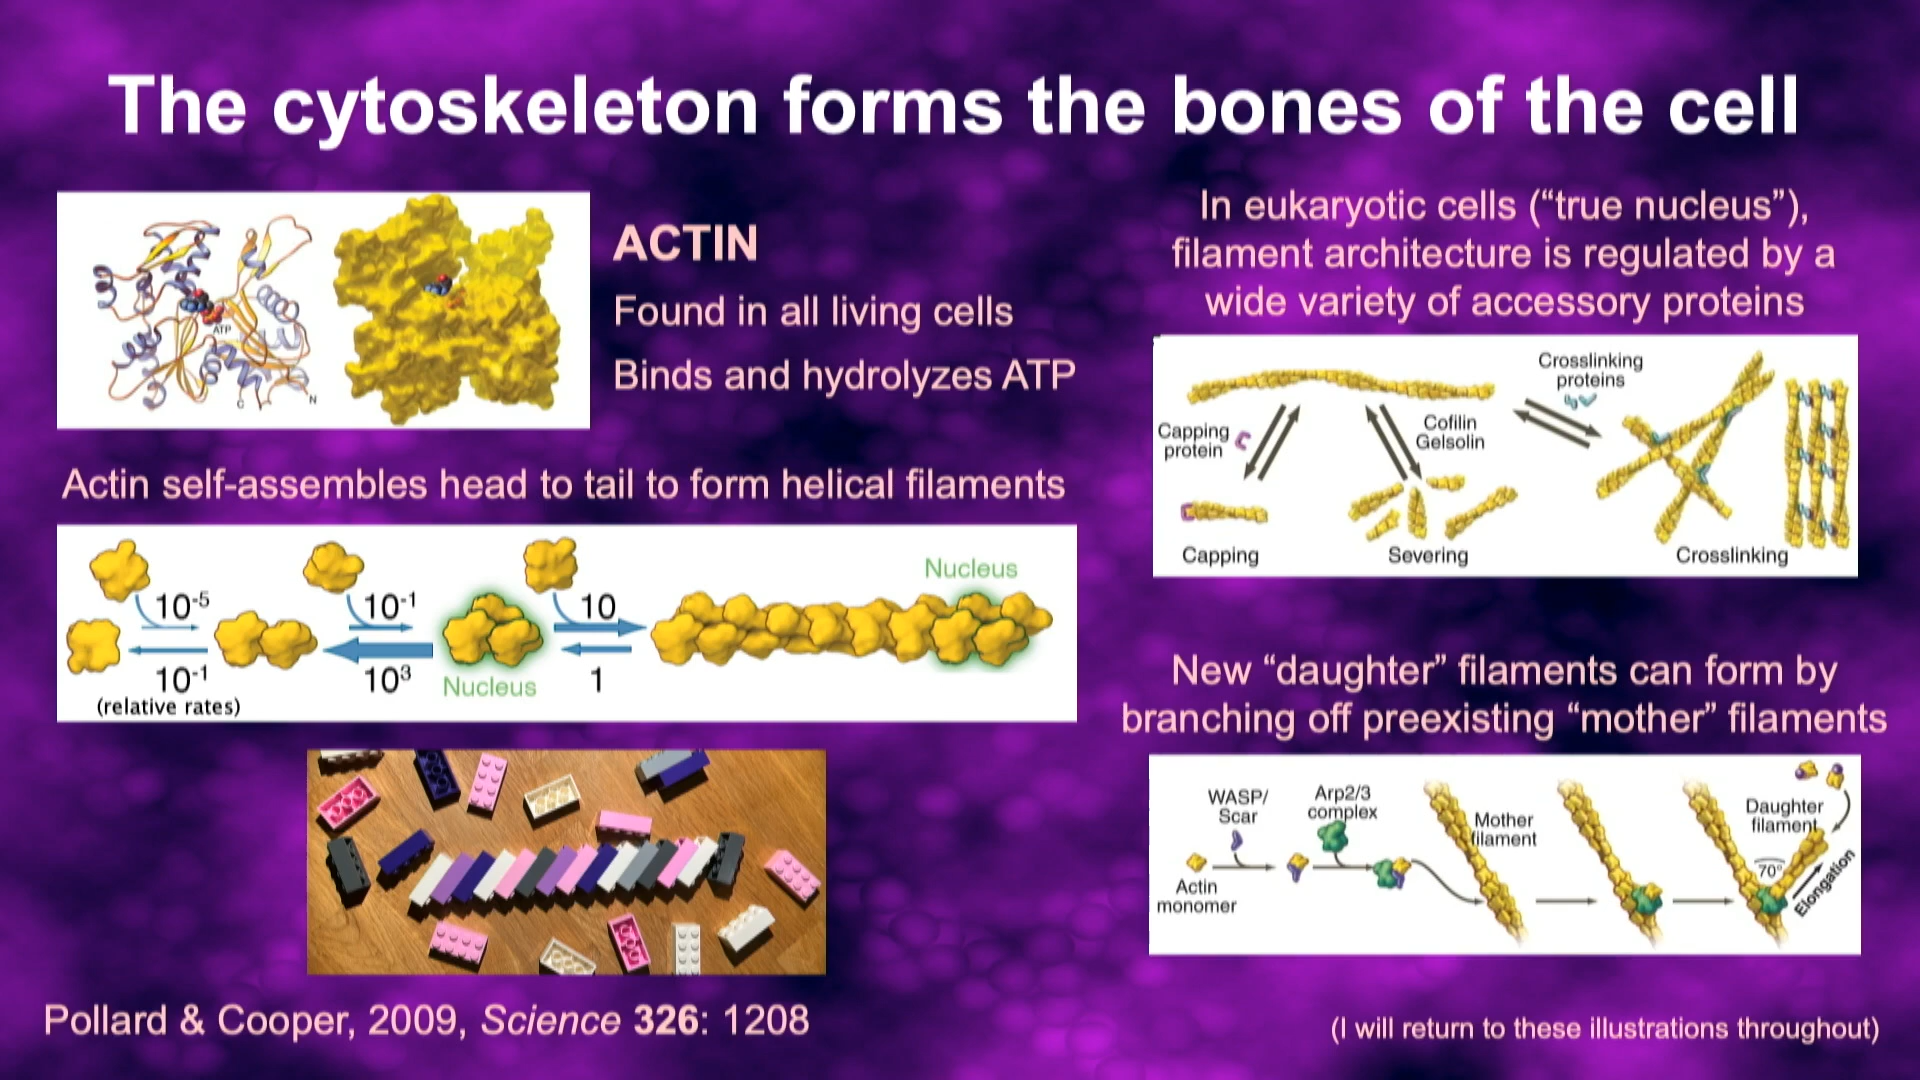 The cytoskeleton forms the bones of the cell
ATP
C
N
ACTIN
Found in all living cells
Binds and hydrolyzes ATP
Actin self-assembles head to tail to form helical filaments
10-5
10-1
10
Nucleus
10-1
10³
Nucleus
1
(relative rates)
Pollard & Cooper, 2009, Science 326: 1208
In eukaryotic cells (“true nucleus”),
filament architecture is regulated by a
wide variety of accessory proteins
Crosslinking
proteins
Capping
protein
Cofilin
Gelsolin
Capping
Severing
Crosslinking
New “daughter” filaments can form by
branching off preexisting “mother” filaments
WASP/
Scar
Arp2/3
complex
Mother
filament
Daughter
filament
70°
Elongation
Actin
monomer
(I will return to these illustrations throughout)